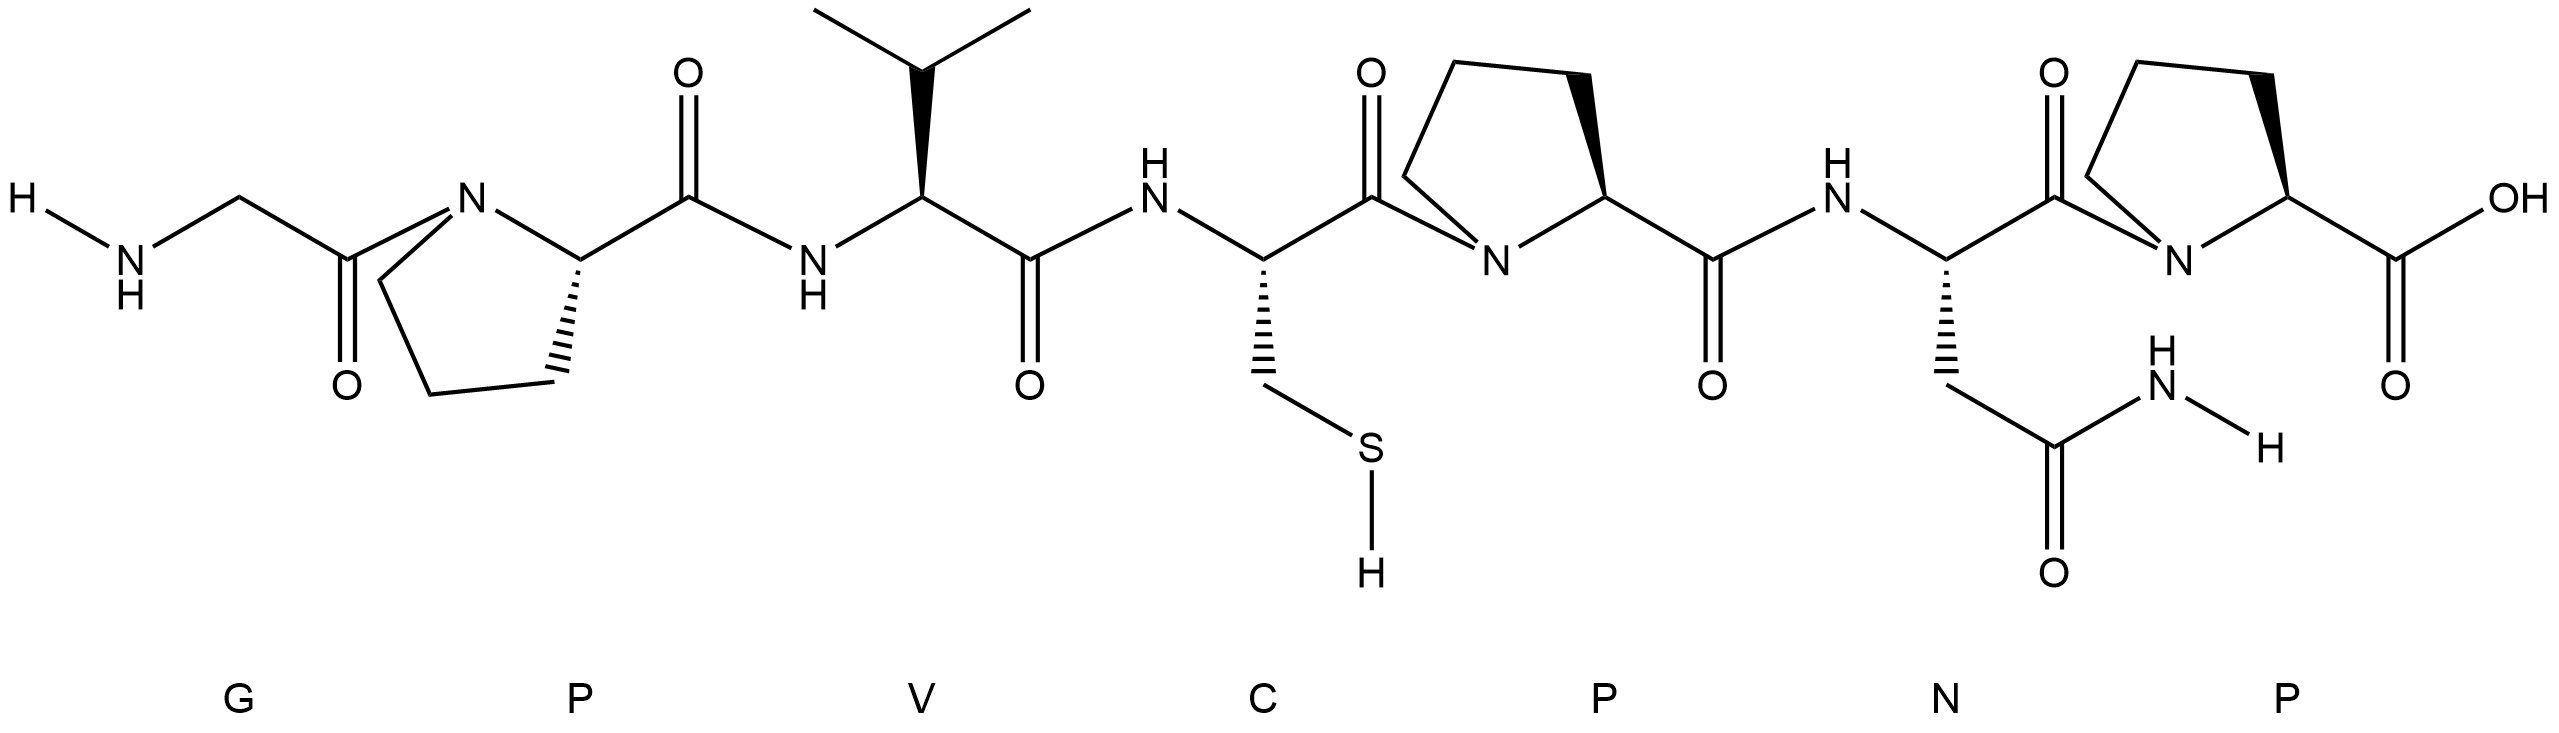 O O O
H H
H N N N OH
N N N N
H H
O O O H O
S N
H
H O
G P V C P N P